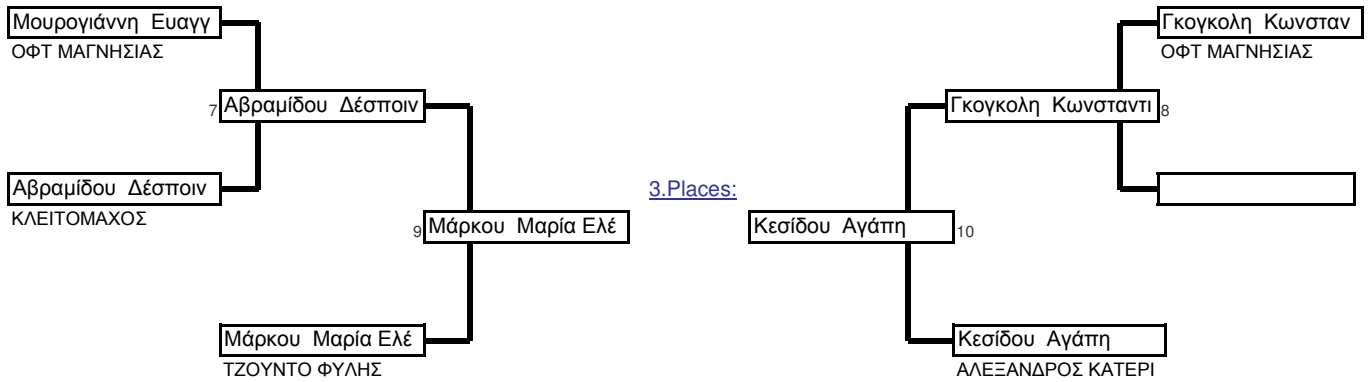 Μουρογιάννη Ευαγγ
ΟΦΤ ΜΑΓΝΗΣΙΑΣ
7 Αβραμίδου Δέσποιν
Αβραμίδου Δέσποιν
ΚΛΕΙΤΟΜΑΧΟΣ
9 Μάρκου Μαρία Ελέ
Μάρκου Μαρία Ελέ
ΤΖΟΥΝΤΟ ΦΥΛΗΣ
3.Places:
Γκογκολη Κωνσταν
ΟΦΤ ΜΑΓΝΗΣΙΑΣ
Γκογκολη Κωνσταντι 8
Κεσίδου Αγάπη 10
Κεσίδου Αγάπη
ΑΛΕΞΑΝΔΡΟΣ ΚΑΤΕΡΙ